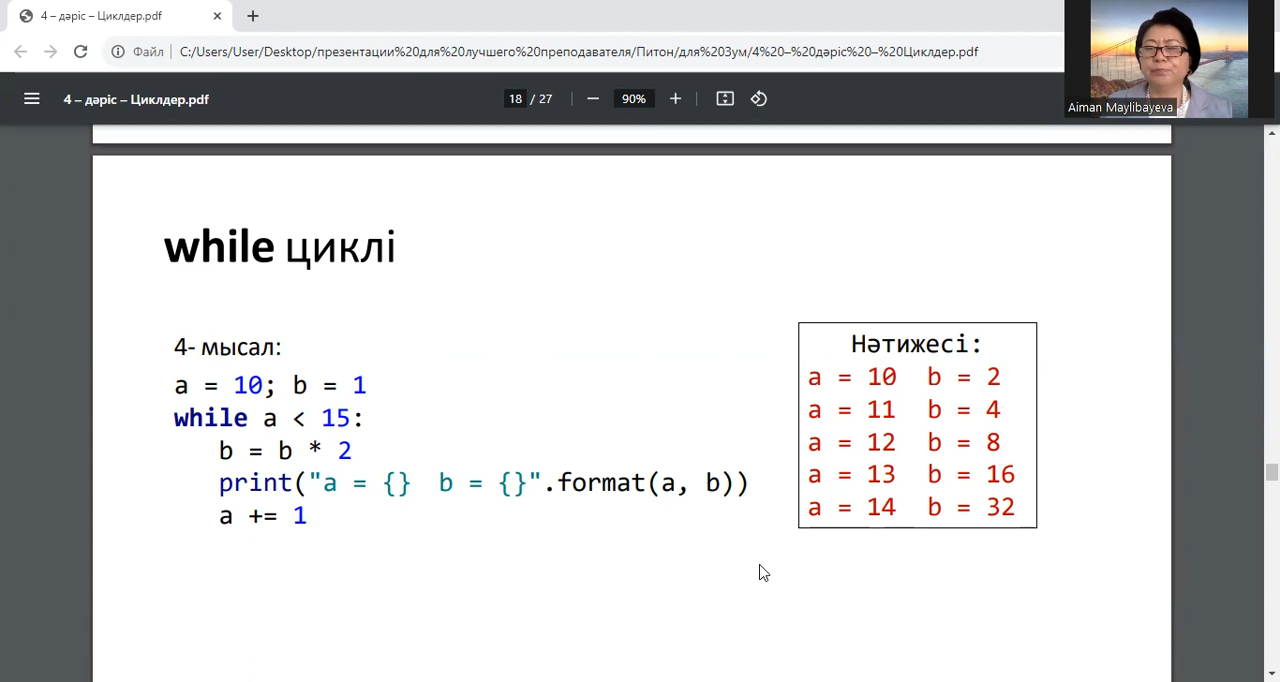 4 – дәріс – Циклдер.pdf
Файл
C:/Users/User/Desktop/презентации%20для%20лучшего%20преподавателя/Питон/для%203ум/4%20–%20дәріс%20–%20Циклдер.pdf
Aiman Maylibayeva
4 – дәріс – Циклдер.pdf
18 / 27
90%
while циклі
4- мысал:
a = 10; b = 1
while a < 15:
b = b * 2
print("a = {}  b = {}".format(a, b))
a += 1
Нәтижесі:
a = 10  b = 2
a = 11  b = 4
a = 12  b = 8
a = 13  b = 16
a = 14  b = 32